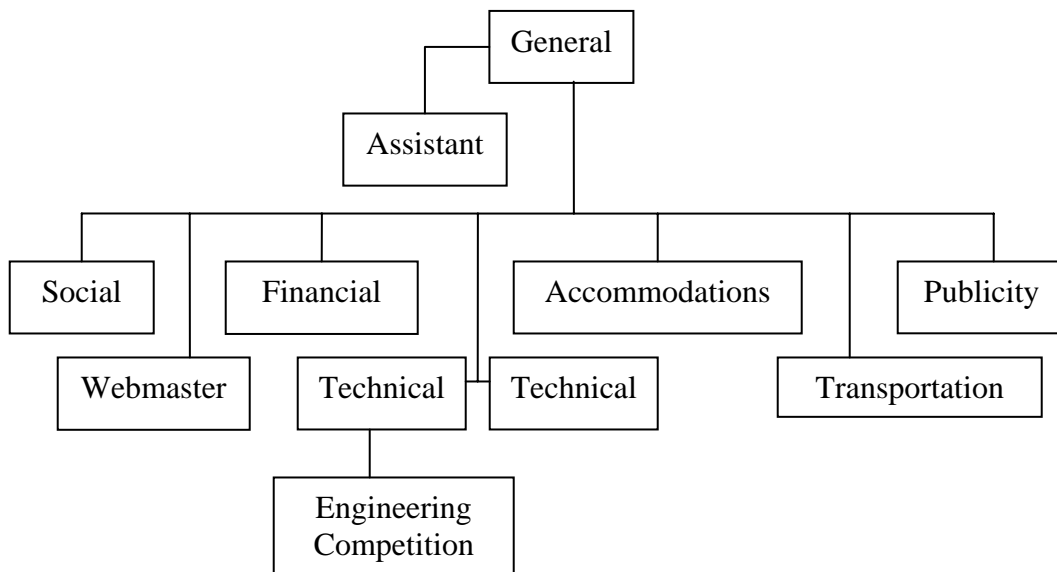 General
Assistant
Social
Financial
Accommodations
Publicity
Webmaster
Technical
Technical
Transportation
Engineering
Competition